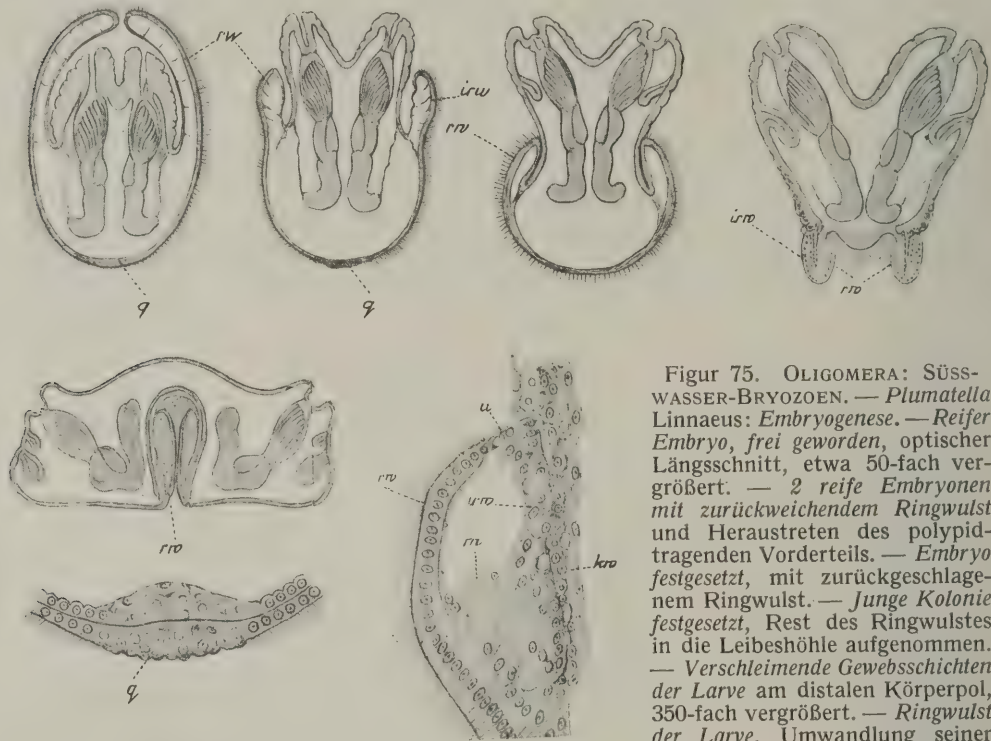 rw
irw
rw
irw
rw
q
q
rw
q
u
rw
m
kw
Figur 75. OLIGOMERA: SÜSS-
WASSER-BRYOZOEN. — Plumatella
Linnaeus: Embryogenese. — Reifer
Embryo, frei geworden, optischer
Längsschnitt, etwa 50-fach ver-
größert. — 2 reife Embryonen
mit zurückweichendem Ringwulst
und Heraustreten des polypid-
tragenden Vorderteils. — Embryo
festgesetzt, mit zurückgeschlage-
nem Ringwulst. — Junge Kolonie
festgesetzt, Rest des Ringwulstes
in die Leibeshöhle aufgenommen.
— Verschleimende Gewebsschichten
der Larve am distalen Körperpol,
350-fach vergrößert. — Ringwulst
der Larve, Umwandlung seiner